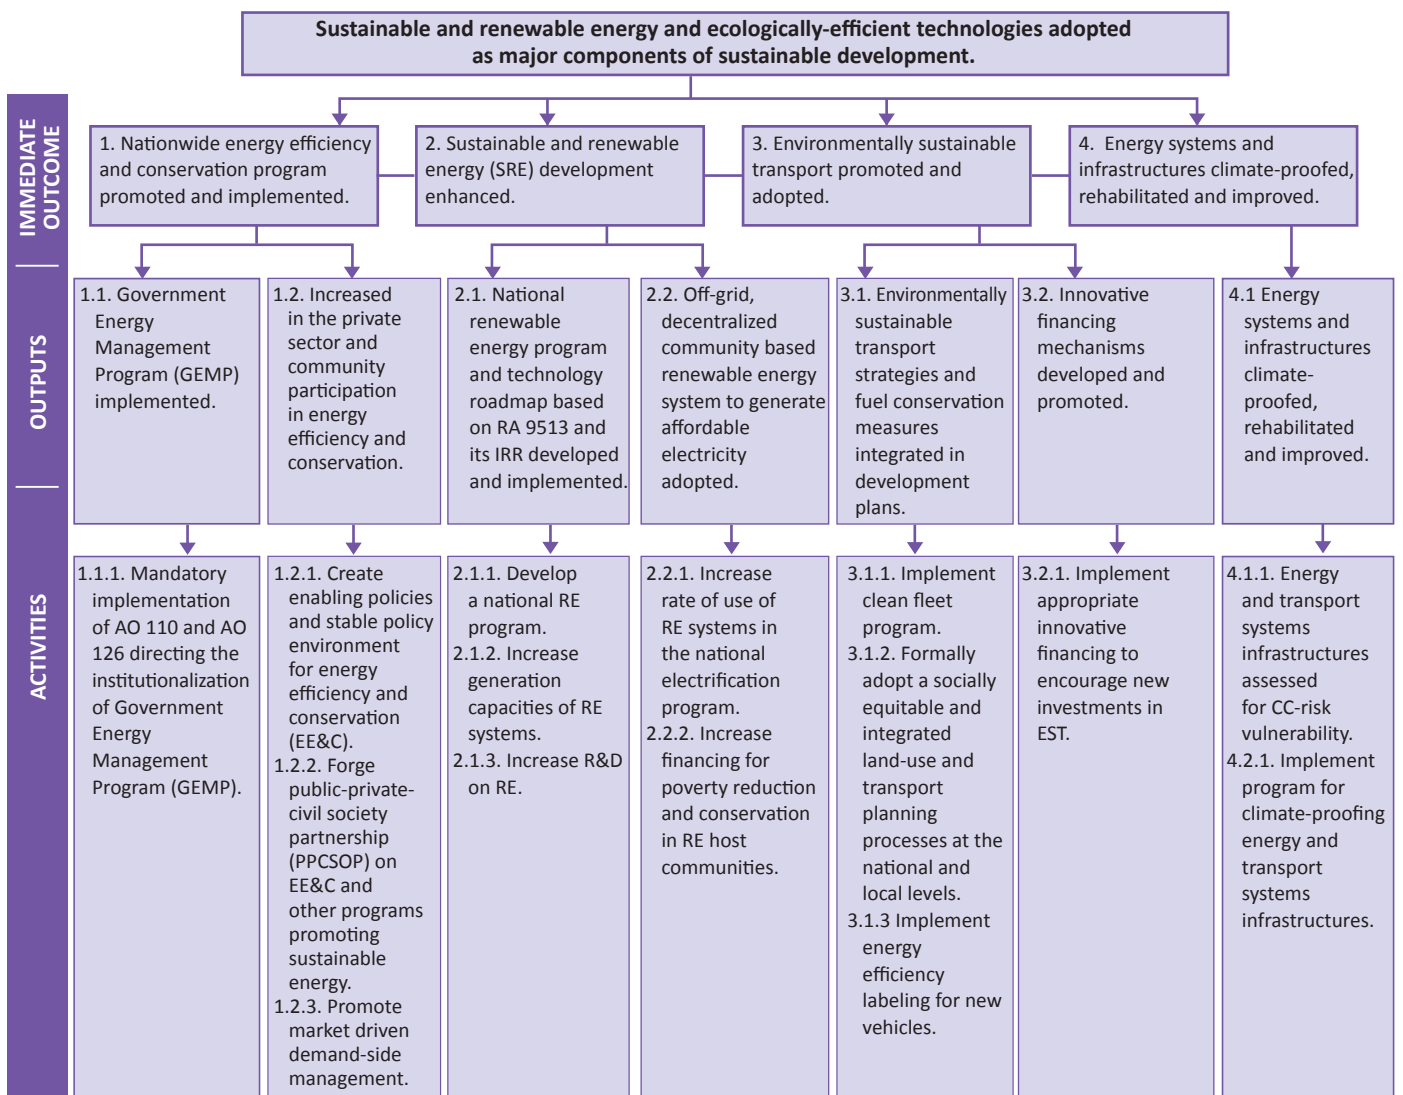 Sustainable and renewable energy and ecologically-efficient technologies adopted
as major components of sustainable development.
IMMEDIATE
OUTCOME
1. Nationwide energy efficiency
and conservation program
promoted and implemented.
2. Sustainable and renewable
energy (SRE) development
enhanced.
3. Environmentally sustainable
transport promoted and
adopted.
4. Energy systems and
infrastructures climate-proofed,
rehabilitated and improved.
OUTPUTS
1.1. Government
Energy
Management
Program (GEMP)
implemented.
1.2. Increased
in the private
sector and
community
participation
in energy
efficiency and
conservation.
2.1. National
renewable
energy program
and technology
roadmap based
on RA 9513 and
its IRR developed
and implemented.
2.2. Off-grid,
decentralized
community based
renewable energy
system to generate
affordable
electricity
adopted.
3.1. Environmentally
sustainable
transport
strategies and
fuel conservation
measures
integrated in
development
plans.
3.2. Innovative
financing
mechanisms
developed and
promoted.
4.1 Energy
systems and
infrastructures
climate-
proofed,
rehabilitated
and improved.
ACTIVITIES
1.1.1. Mandatory
implementation
of AO 110 and AO
126 directing the
institutionalization
of Government
Energy
Management
Program (GEMP).
1.2.1. Create
enabling policies
and stable policy
environment
for energy
efficiency and
conservation
(EE&C).
1.2.2. Forge
public-private-
civil society
partnership
(PPCSOP) on
EE&C and
other programs
promoting
sustainable
energy.
1.2.3. Promote
market driven
demand-side
management.
2.1.1. Develop
a national RE
program.
2.1.2. Increase
generation
capacities of RE
systems.
2.1.3. Increase R&D
on RE.
2.2.1. Increase
rate of use of
RE systems in
the national
electrification
program.
2.2.2. Increase
financing for
poverty reduction
and conservation
in RE host
communities.
3.1.1. Implement
clean fleet
program.
3.1.2. Formally
adopt a socially
equitable and
integrated
land-use and
transport
planning
processes at the
national and
local levels.
3.1.3 Implement
energy
efficiency
labeling for new
vehicles.
3.2.1. Implement
appropriate
innovative
financing to
encourage new
investments in
EST.
4.1.1. Energy
and transport
systems
infrastructures
assessed
for CC-risk
vulnerability.
4.2.1. Implement
program for
climate-proofing
energy and
transport
systems
infrastructures.